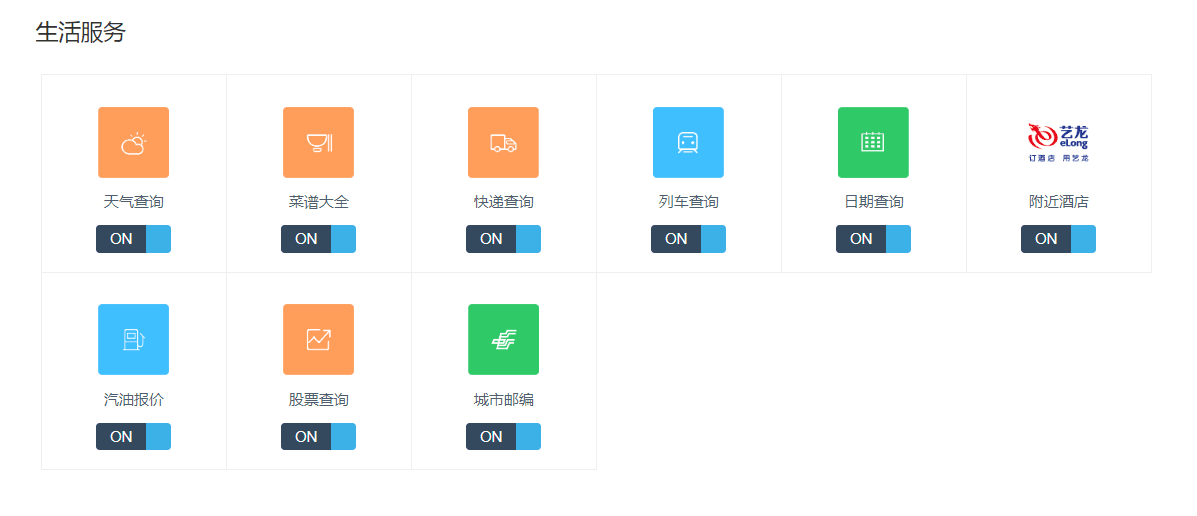 生活服务
艺龙
eLong
订酒店 用艺龙
天气查询
菜谱大全
快递查询
列车查询
日期查询
附近酒店
ON
ON
ON
ON
ON
ON
汽油报价
股票查询
城市邮编
ON
ON
ON